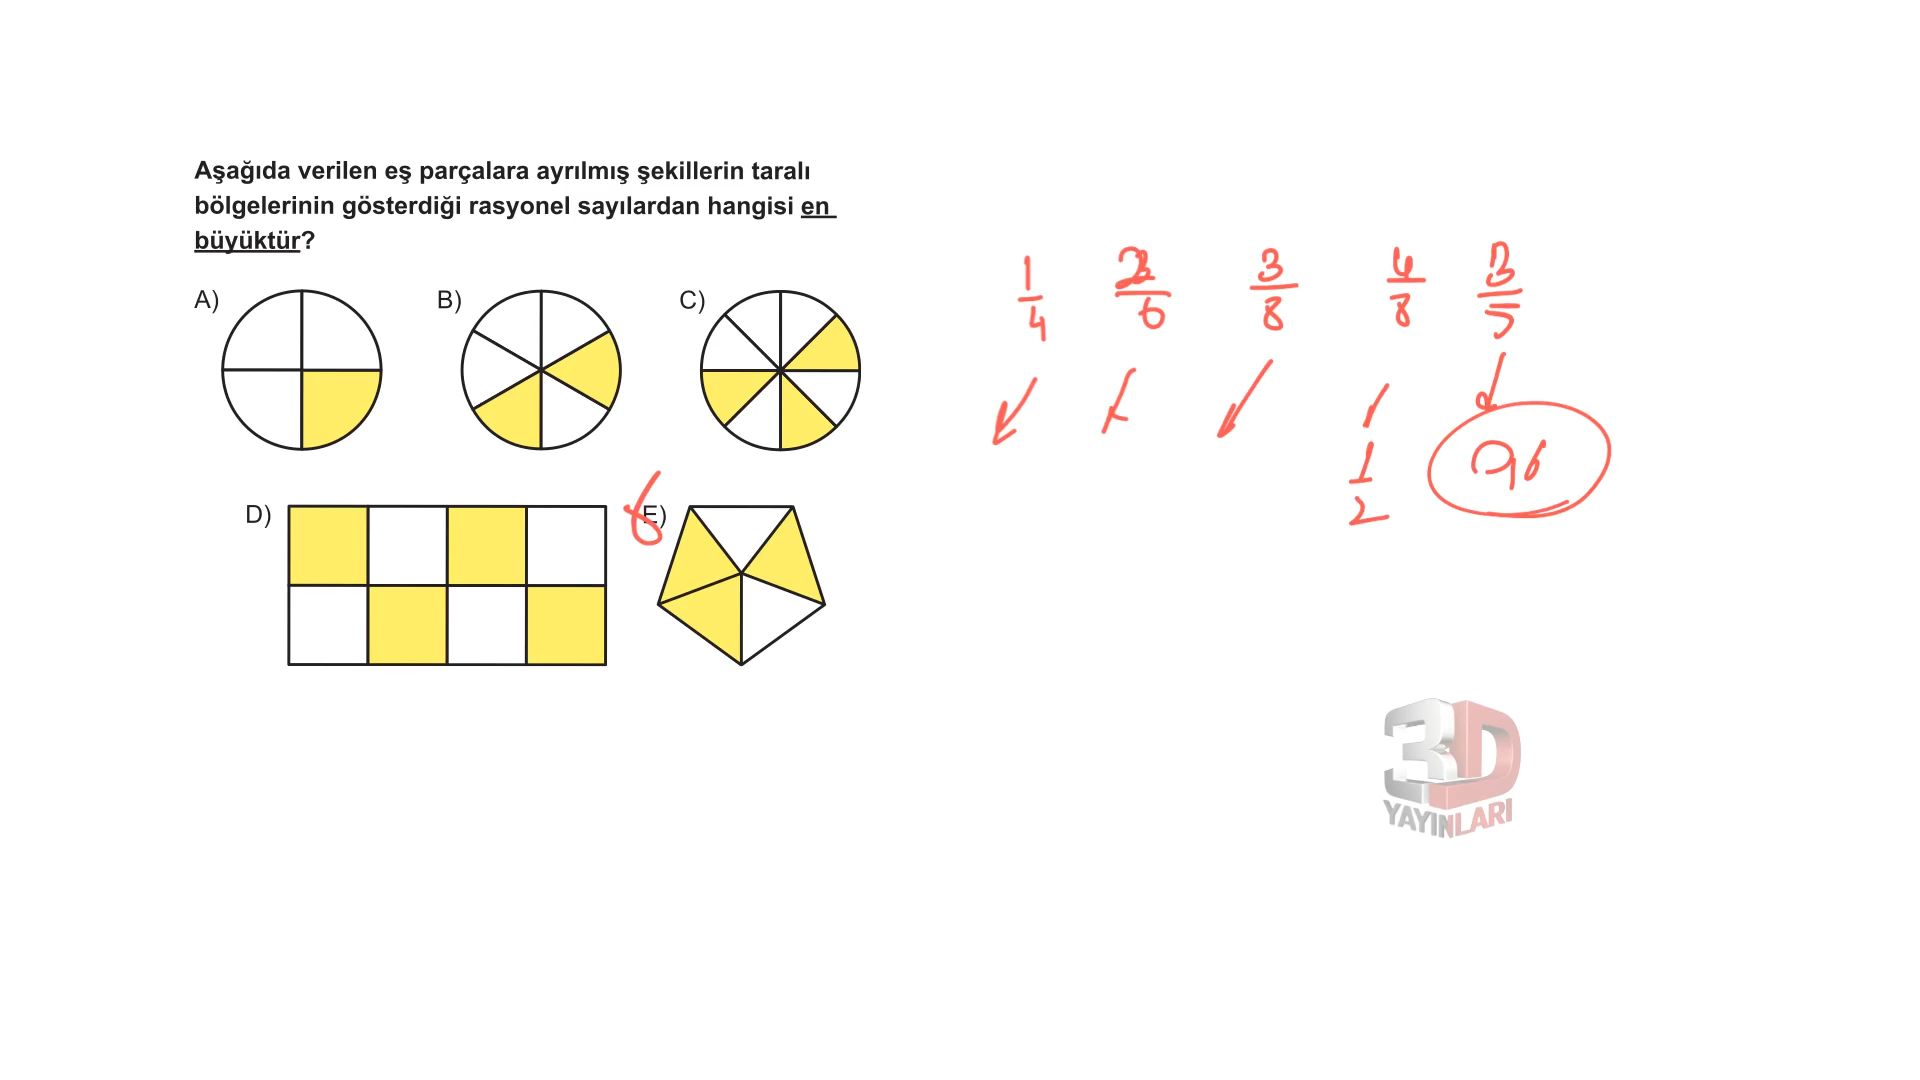 Aşağıda verilen eş parçalara ayrılmış şekillerin taralı
bölgelerinin gösterdiği rasyonel sayılardan hangisi en
büyüktür?
A)
B)
C)
D)
E)
1/4 2/6 3/8 4/8 3/5
1
2
3D
YAYINLARI